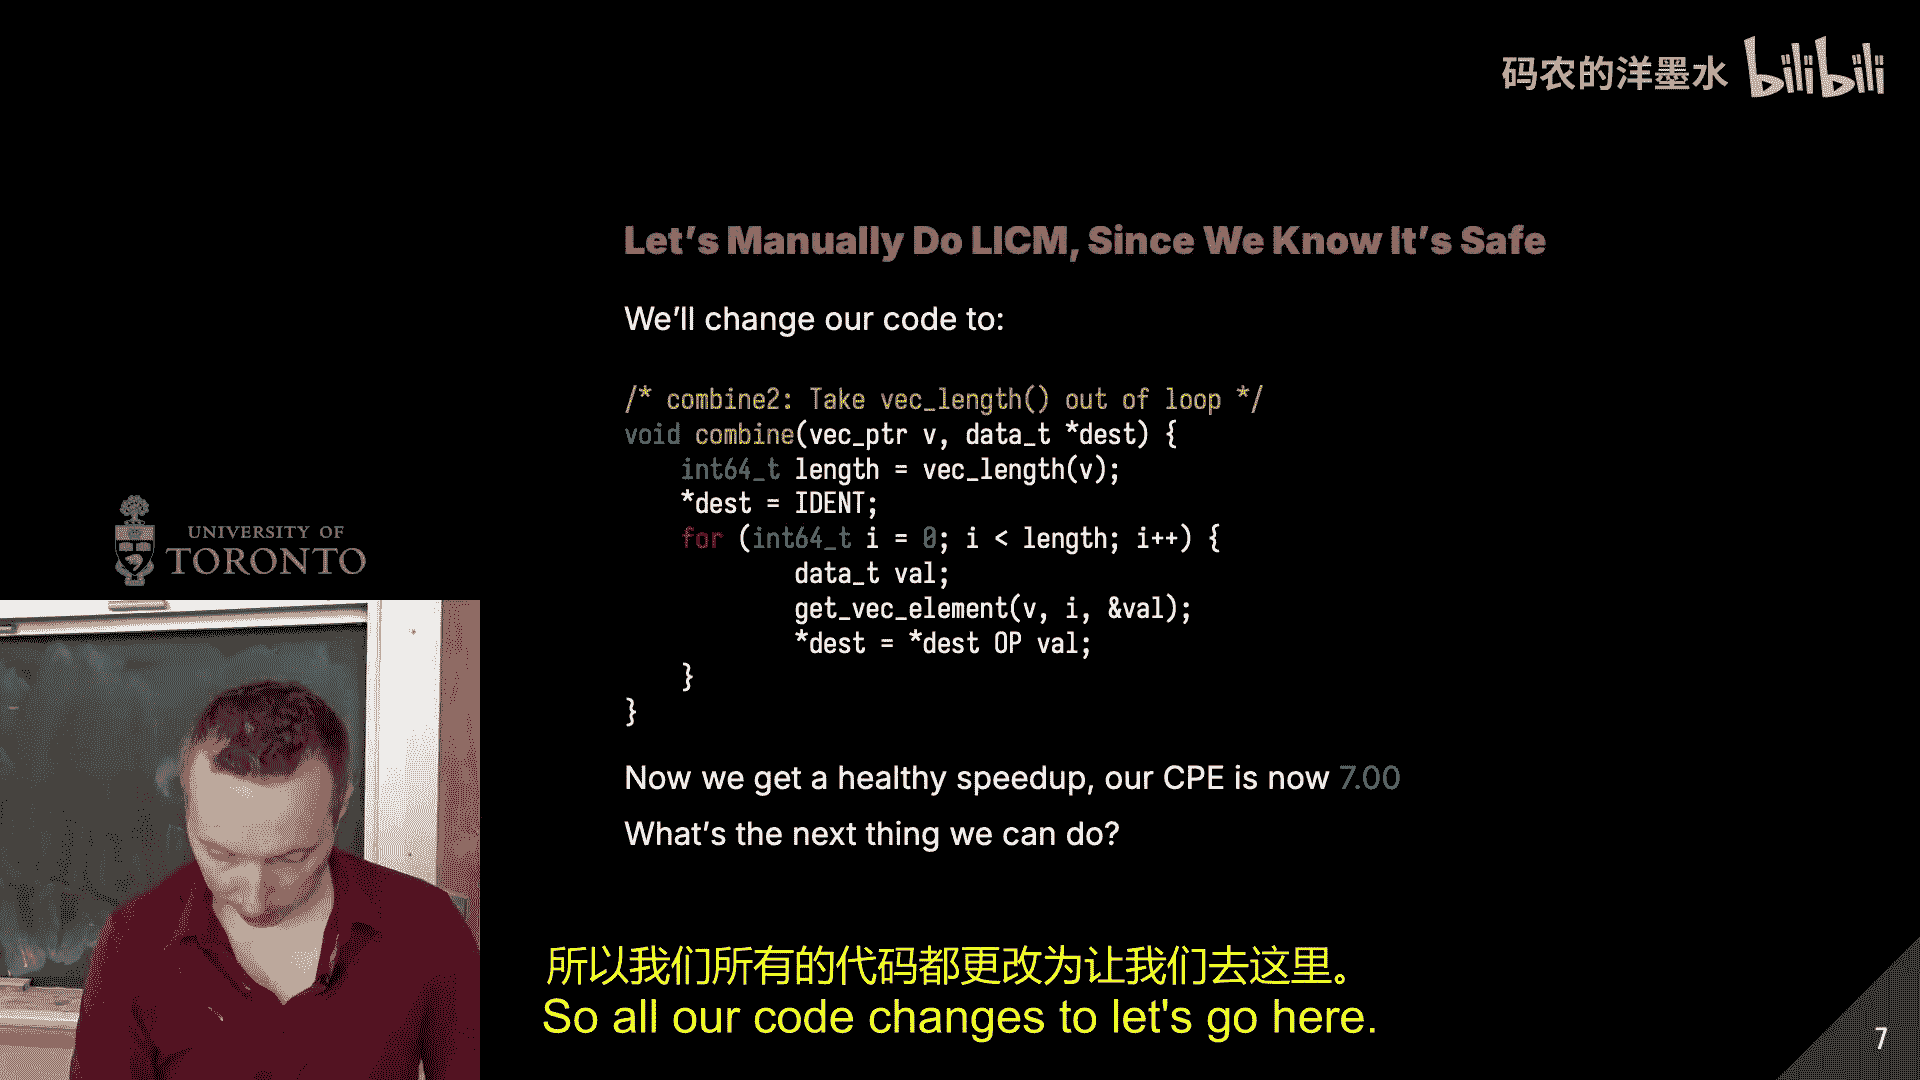 码农的洋墨水 bilibili
Let's Manually Do LICM, Since We Know It's Safe
We'll change our code to:
/* combine2: Take vec_length() out of loop */
void combine(vec_ptr v, data_t *dest) {
    int64_t length = vec_length(v);
    *dest = IDENT;
    for (int64_t i = 0; i < length; i++) {
        data_t val;
        get_vec_element(v, i, &val);
        *dest = *dest OP val;
    }
}
Now we get a healthy speedup, our CPE is now 7.00
What's the next thing we can do?
UNIVERSITY OF
TORONTO
所以我们所有的代码都更改为让我们去这里。
So all our code changes to let's go here.
7